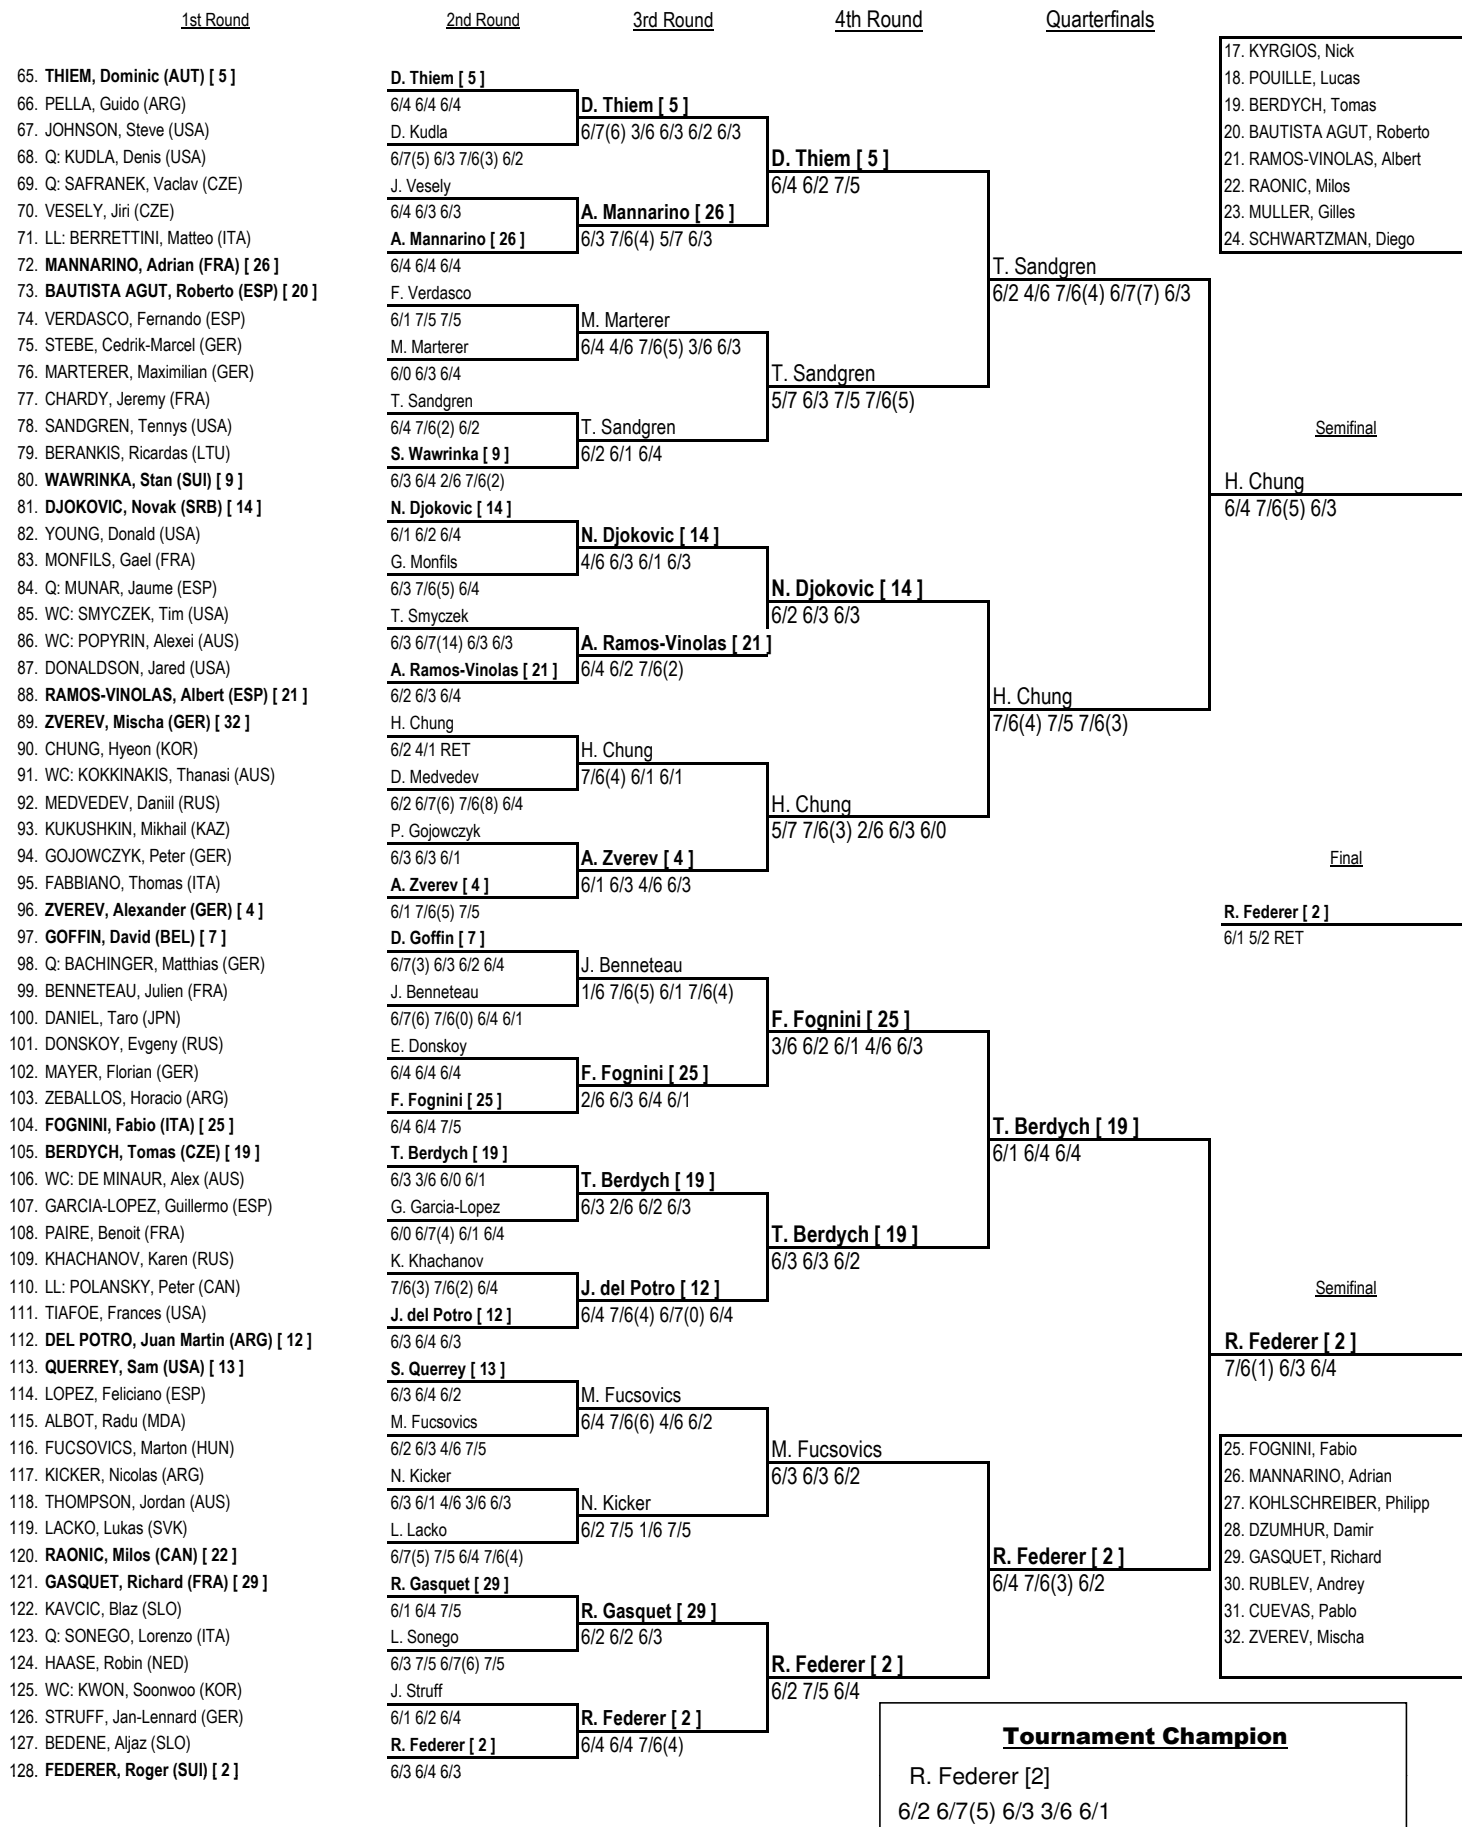 1st Round
2nd Round
3rd Round
4th Round
Quarterfinals
65. THIEM, Dominic (AUT) [ 5 ]
66. PELLA, Guido (ARG)
67. JOHNSON, Steve (USA)
68. Q: KUDLA, Denis (USA)
69. Q: SAFRANEK, Vaclav (CZE)
70. VESELY, Jiri (CZE)
71. LL: BERRETTINI, Matteo (ITA)
72. MANNARINO, Adrian (FRA) [ 26 ]
73. BAUTISTA AGUT, Roberto (ESP) [ 20 ]
74. VERDASCO, Fernando (ESP)
75. STEBE, Cedrik-Marcel (GER)
76. MARTERER, Maximilian (GER)
77. CHARDY, Jeremy (FRA)
78. SANDGREN, Tennys (USA)
79. BERANKIS, Ricardas (LTU)
80. WAWRINKA, Stan (SUI) [ 9 ]
81. DJOKOVIC, Novak (SRB) [ 14 ]
82. YOUNG, Donald (USA)
83. MONFILS, Gael (FRA)
84. Q: MUNAR, Jaume (ESP)
85. WC: SMYCZEK, Tim (USA)
86. WC: POPYRIN, Alexei (AUS)
87. DONALDSON, Jared (USA)
88. RAMOS-VINOLAS, Albert (ESP) [ 21 ]
89. ZVEREV, Mischa (GER) [ 32 ]
90. CHUNG, Hyeon (KOR)
91. WC: KOKKINAKIS, Thanasi (AUS)
92. MEDVEDEV, Daniil (RUS)
93. KUKUSHKIN, Mikhail (KAZ)
94. GOJOWCZYK, Peter (GER)
95. FABBIANO, Thomas (ITA)
96. ZVEREV, Alexander (GER) [ 4 ]
97. GOFFIN, David (BEL) [ 7 ]
98. Q: BACHINGER, Matthias (GER)
99. BENNETEAU, Julien (FRA)
100. DANIEL, Taro (JPN)
101. DONSKOY, Evgeny (RUS)
102. MAYER, Florian (GER)
103. ZEBALLOS, Horacio (ARG)
104. FOGNINI, Fabio (ITA) [ 25 ]
105. BERDYCH, Tomas (CZE) [ 19 ]
106. WC: DE MINAUR, Alex (AUS)
107. GARCIA-LOPEZ, Guillermo (ESP)
108. PAIRE, Benoit (FRA)
109. KHACHANOV, Karen (RUS)
110. LL: POLANSKY, Peter (CAN)
111. TIAFOE, Frances (USA)
112. DEL POTRO, Juan Martin (ARG) [ 12 ]
113. QUERREY, Sam (USA) [ 13 ]
114. LOPEZ, Feliciano (ESP)
115. ALBOT, Radu (MDA)
116. FUCSOVICS, Marton (HUN)
117. KICKER, Nicolas (ARG)
118. THOMPSON, Jordan (AUS)
119. LACKO, Lukas (SVK)
120. RAONIC, Milos (CAN) [ 22 ]
121. GASQUET, Richard (FRA) [ 29 ]
122. KAVCIC, Blaz (SLO)
123. Q: SONEGO, Lorenzo (ITA)
124. HAASE, Robin (NED)
125. WC: KWON, Soonwoo (KOR)
126. STRUFF, Jan-Lennard (GER)
127. BEDENE, Aljaz (SLO)
128. FEDERER, Roger (SUI) [ 2 ]
D. Thiem [ 5 ]
6/4 6/4 6/4
D. Kudla
6/7(5) 6/3 7/6(3) 6/2
J. Vesely
6/4 6/3 6/3
A. Mannarino [ 26 ]
6/4 6/4 6/4
F. Verdasco
6/1 7/5 7/5
M. Marterer
6/0 6/3 6/4
T. Sandgren
6/4 7/6(2) 6/2
S. Wawrinka [ 9 ]
6/3 6/4 2/6 7/6(2)
N. Djokovic [ 14 ]
6/1 6/2 6/4
G. Monfils
6/3 7/6(5) 6/4
T. Smyczek
6/3 6/7(14) 6/3 6/3
A. Ramos-Vinolas [ 21 ]
6/2 6/3 6/4
H. Chung
6/2 4/1 RET
D. Medvedev
6/2 6/7(6) 7/6(8) 6/4
P. Gojowczyk
6/3 6/3 6/1
A. Zverev [ 4 ]
6/1 7/6(5) 7/5
D. Goffin [ 7 ]
6/7(3) 6/3 6/2 6/4
J. Benneteau
6/7(6) 7/6(0) 6/4 6/1
E. Donskoy
6/4 6/4 6/4
F. Fognini [ 25 ]
6/4 6/4 7/5
T. Berdych [ 19 ]
6/3 3/6 6/0 6/1
G. Garcia-Lopez
6/0 6/7(4) 6/1 6/4
K. Khachanov
7/6(3) 7/6(2) 6/4
J. del Potro [ 12 ]
6/3 6/4 6/3
S. Querrey [ 13 ]
6/3 6/4 6/2
M. Fucsovics
6/2 6/3 4/6 7/5
N. Kicker
6/3 6/1 4/6 3/6 6/3
L. Lacko
6/7(5) 7/5 6/4 7/6(4)
R. Gasquet [ 29 ]
6/1 6/4 7/5
L. Sonego
6/3 7/5 6/7(6) 7/5
J. Struff
6/1 6/2 6/4
R. Federer [ 2 ]
6/3 6/4 6/3
D. Thiem [ 5 ]
6/7(6) 3/6 6/3 6/2 6/3
A. Mannarino [ 26 ]
6/3 7/6(4) 5/7 6/3
M. Marterer
6/4 4/6 7/6(5) 3/6 6/3
T. Sandgren
6/2 6/1 6/4
N. Djokovic [ 14 ]
4/6 6/3 6/1 6/3
A. Ramos-Vinolas [ 21 ]
6/4 6/2 7/6(2)
H. Chung
7/6(4) 6/1 6/1
A. Zverev [ 4 ]
6/1 6/3 4/6 6/3
J. Benneteau
1/6 7/6(5) 6/1 7/6(4)
F. Fognini [ 25 ]
2/6 6/3 6/4 6/1
T. Berdych [ 19 ]
6/3 2/6 6/2 6/3
J. del Potro [ 12 ]
6/4 7/6(4) 6/7(0) 6/4
M. Fucsovics
6/4 7/6(6) 4/6 6/2
N. Kicker
6/2 7/5 1/6 7/5
R. Gasquet [ 29 ]
6/2 6/2 6/3
R. Federer [ 2 ]
6/4 6/4 7/6(4)
D. Thiem [ 5 ]
6/4 6/2 7/5
T. Sandgren
5/7 6/3 7/5 7/6(5)
N. Djokovic [ 14 ]
6/2 6/3 6/3
H. Chung
5/7 7/6(3) 2/6 6/3 6/0
F. Fognini [ 25 ]
3/6 6/2 6/1 4/6 6/3
T. Berdych [ 19 ]
6/3 6/3 6/2
M. Fucsovics
6/3 6/3 6/2
R. Federer [ 2 ]
6/2 7/5 6/4
T. Sandgren
6/2 4/6 7/6(4) 6/7(7) 6/3
H. Chung
7/6(4) 7/5 7/6(3)
T. Berdych [ 19 ]
6/1 6/4 6/4
R. Federer [ 2 ]
6/4 7/6(3) 6/2
17. KYRGIOS, Nick
18. POUILLE, Lucas
19. BERDYCH, Tomas
20. BAUTISTA AGUT, Roberto
21. RAMOS-VINOLAS, Albert
22. RAONIC, Milos
23. MULLER, Gilles
24. SCHWARTZMAN, Diego
Semifinal
H. Chung
6/4 7/6(5) 6/3
Final
R. Federer [ 2 ]
6/1 5/2 RET
Semifinal
R. Federer [ 2 ]
7/6(1) 6/3 6/4
25. FOGNINI, Fabio
26. MANNARINO, Adrian
27. KOHLSCHREIBER, Philipp
28. DZUMHUR, Damir
29. GASQUET, Richard
30. RUBLEV, Andrey
31. CUEVAS, Pablo
32. ZVEREV, Mischa
Tournament Champion
R. Federer [2]
6/2 6/7(5) 6/3 3/6 6/1